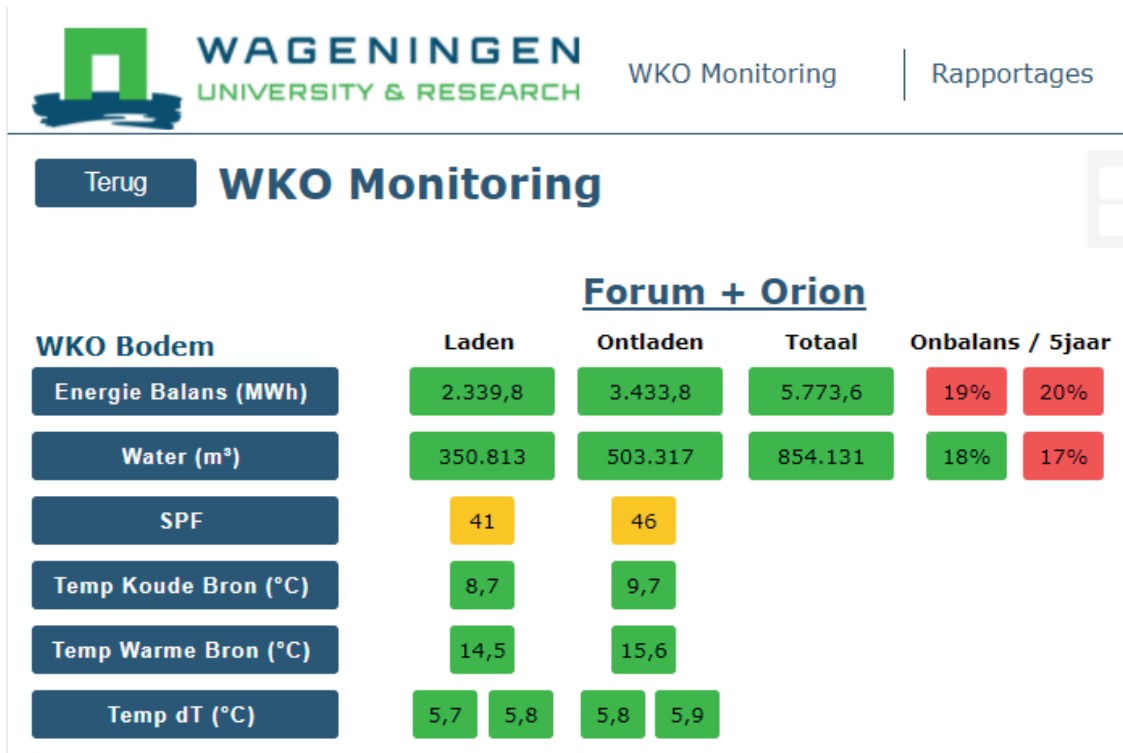 WAGENINGEN
UNIVERSITY & RESEARCH
WKO Monitoring
Rapportages
Terug
WKO Monitoring
Forum + Orion
WKO Bodem Laden Ontladen Totaal Onbalans / 5jaar
Energie Balans (MWh) 2.339,8 3.433,8 5.773,6 19% 20%
Water (m³) 350.813 503.317 854.131 18% 17%
SPF 41 46
Temp Koude Bron (°C) 8,7 9,7
Temp Warme Bron (°C) 14,5 15,6
Temp dT (°C) 5,7 5,8 5,8 5,9